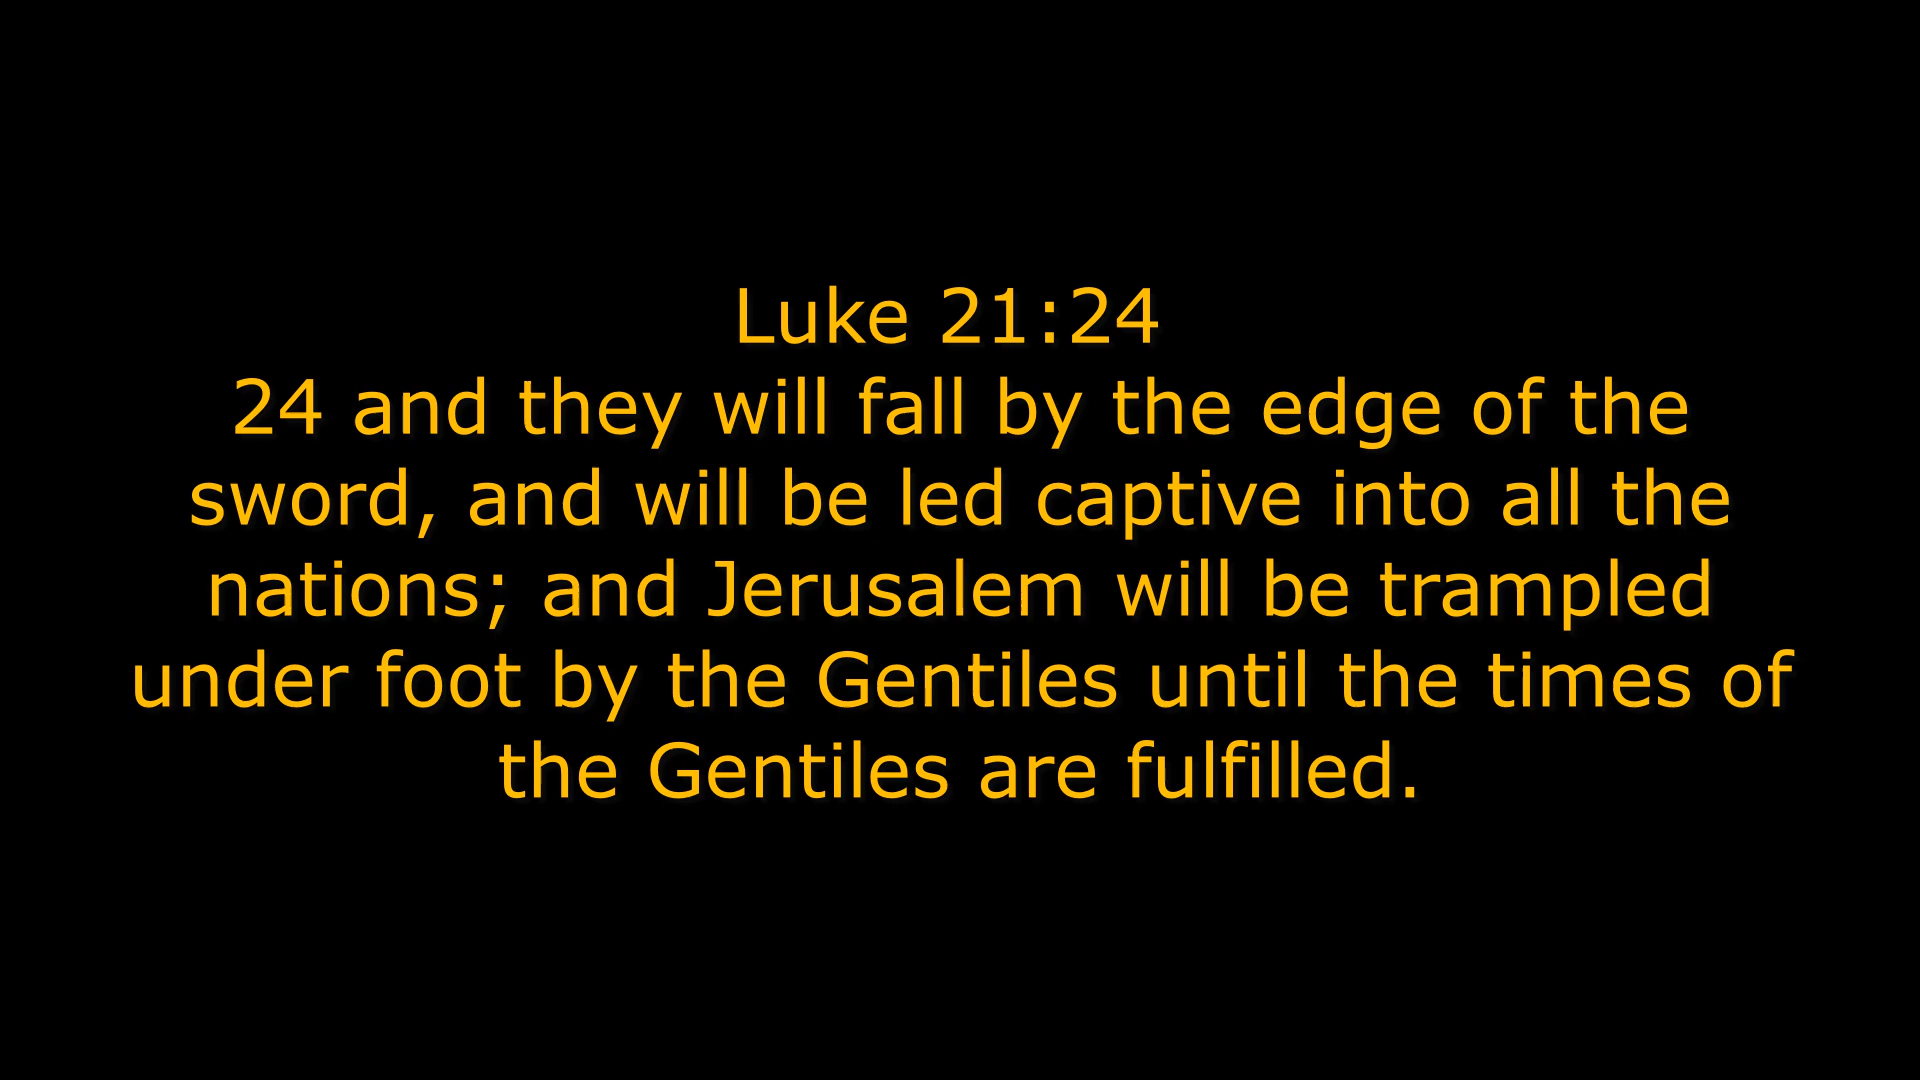 Luke 21:24
24 and they will fall by the edge of the
sword, and will be led captive into all the
nations; and Jerusalem will be trampled
under foot by the Gentiles until the times of
the Gentiles are fulfilled.